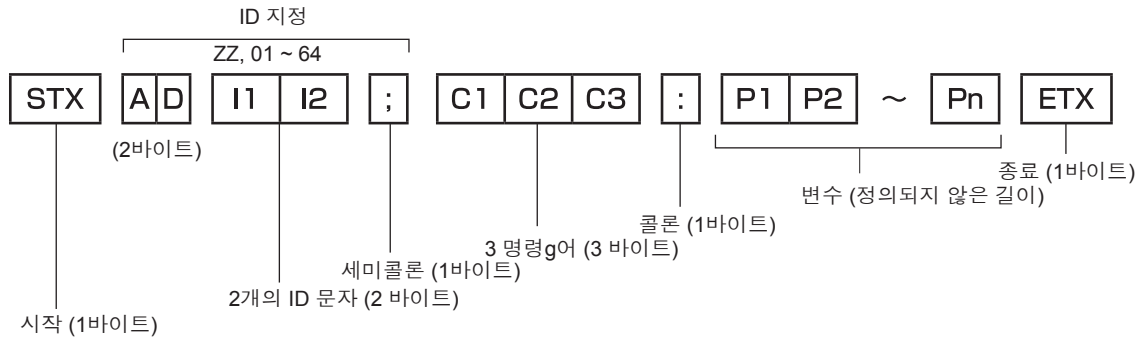 ID 지정
ZZ, 01 ~ 64
STX A D I1 I2 ; C1 C2 C3 : P1 P2 ~ Pn ETX
(2바이트)
종료 (1바이트)
변수 (정의되지 않은 길이)
콜론 (1바이트)
3 명령g어 (3 바이트)
세미콜론 (1바이트)
2개의 ID 문자 (2 바이트)
시작 (1바이트)